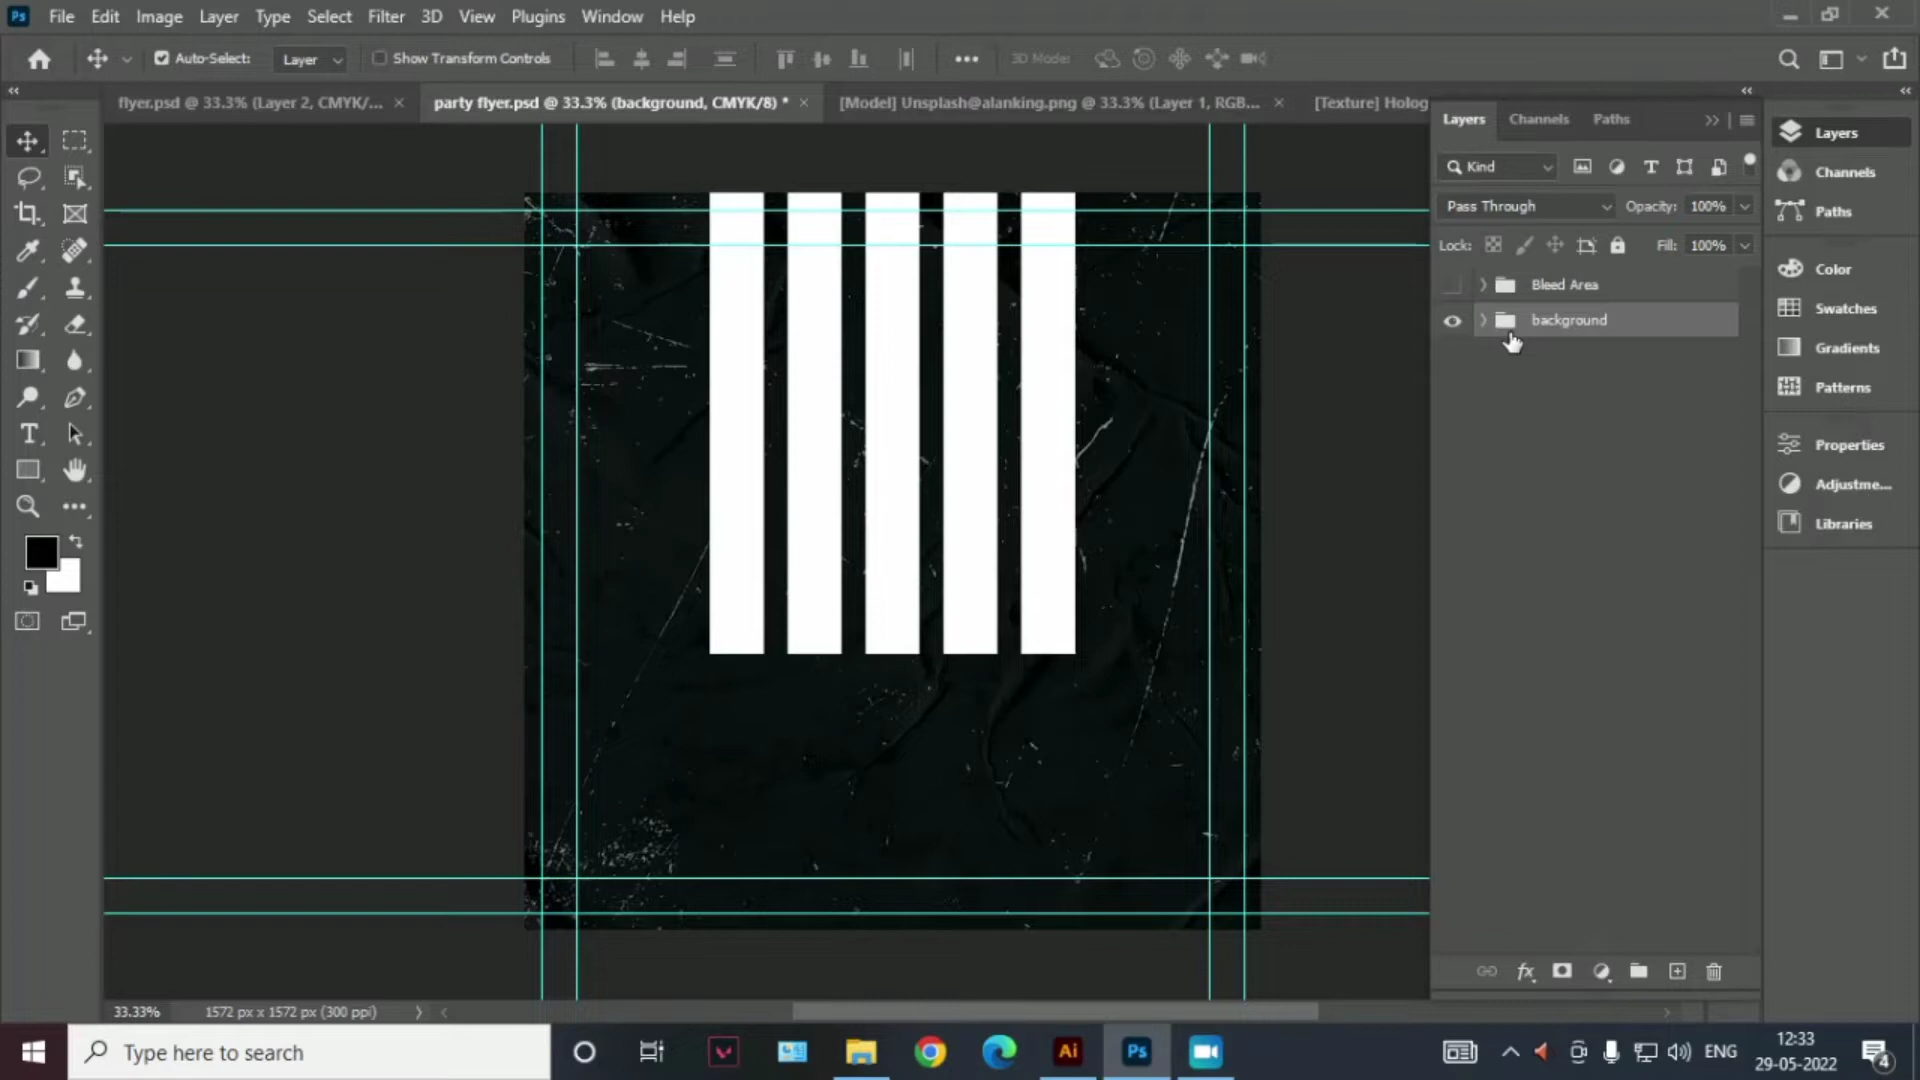 Ps File Edit Image Layer Type Select Filter 3D View Plugins Window Help
Auto-Select: Layer Show Transform Controls 3D Mode:
flyer.psd @ 33.3% (Layer 2, CMYK/... × party flyer.psd @ 33.3% (background, CMYK/8) * × [Model] Unsplash@alanking.png @ 33.3% (Layer 1, RGB... × [Texture] Holog
Layers Channels Paths
Kind
Pass Through Opacity: 100%
Lock: Fill: 100%
Bleed Area
background
Layers
Channels
Paths
Color
Swatches
Gradients
Patterns
Properties
Adjustme...
Libraries
33.33% 1572 px x 1572 px (300 ppi)
Type here to search
Ai Ps
ENG
12:33
29-05-2022
4